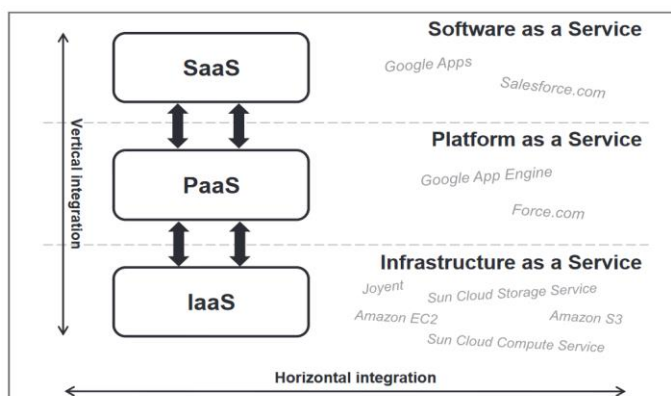 Software as a Service
SaaS
Google Apps
Salesforce.com
Vertical integration
Platform as a Service
PaaS
Google App Engine
Force.com
Infrastructure as a Service
IaaS
Joyent
Sun Cloud Storage Service
Amazon EC2
Amazon S3
Sun Cloud Compute Service
Horizontal integration